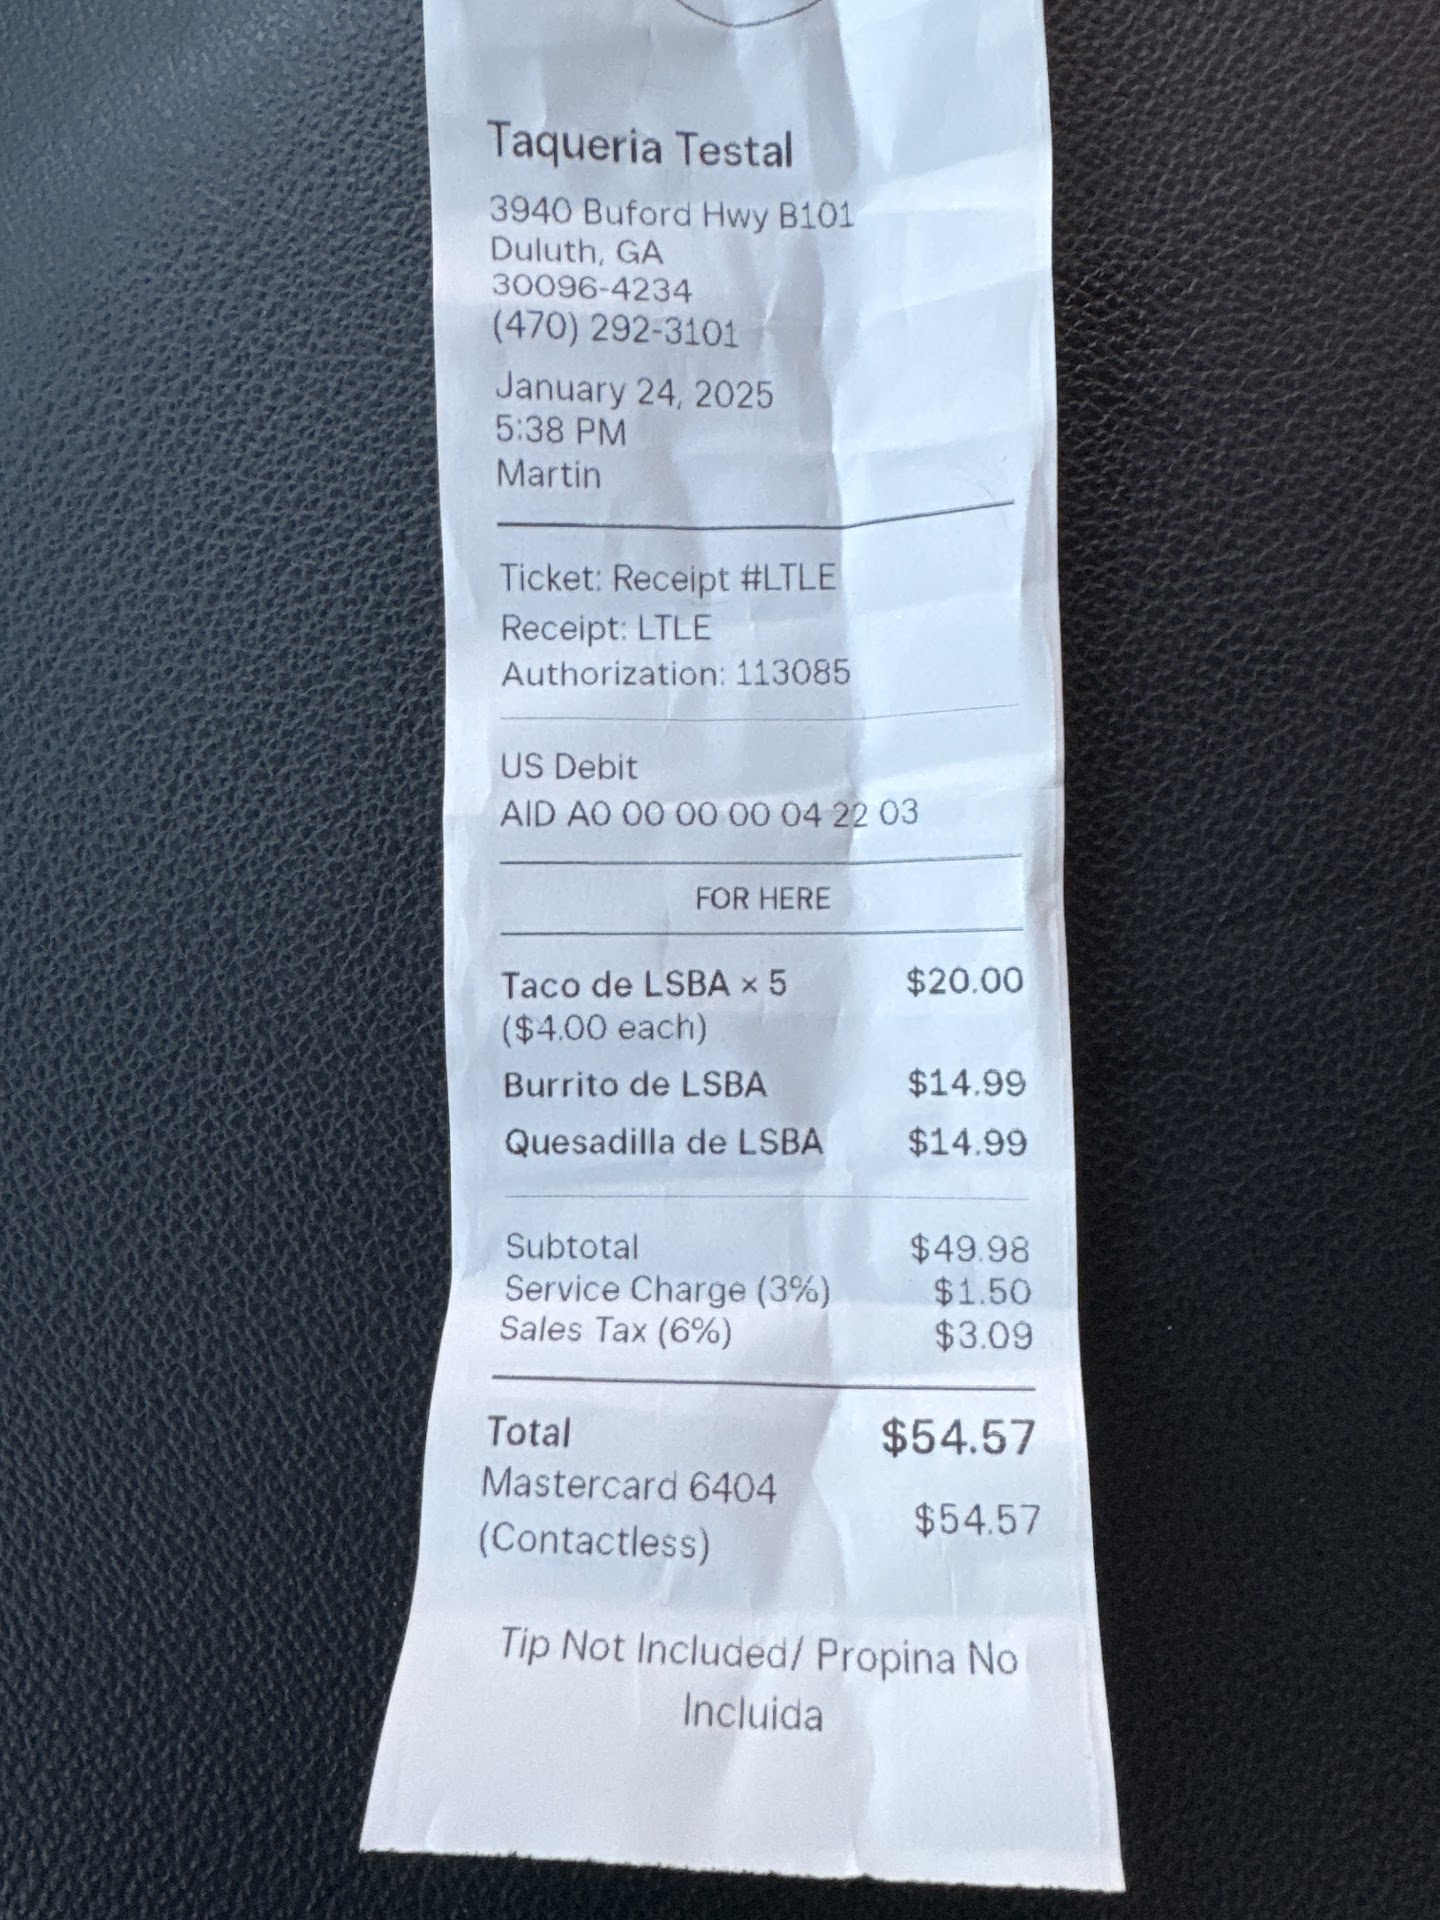 Taqueria Testal
3940 Buford Hwy B101
Duluth, GA
30096-4234
(470) 292-3101
January 24, 2025
5:38 PM
Martin
Ticket: Receipt #LTLE
Receipt: LTLE
Authorization: 113085
US Debit
AID A0 00 00 00 04 22 03
FOR HERE
Taco de LSBA × 5 $20.00
($4.00 each)
Burrito de LSBA $14.99
Quesadilla de LSBA $14.99
Subtotal $49.98
Service Charge (3%) $1.50
Sales Tax (6%) $3.09
Total $54.57
Mastercard 6404
(Contactless) $54.57
Tip Not Included/ Propina No
Incluida